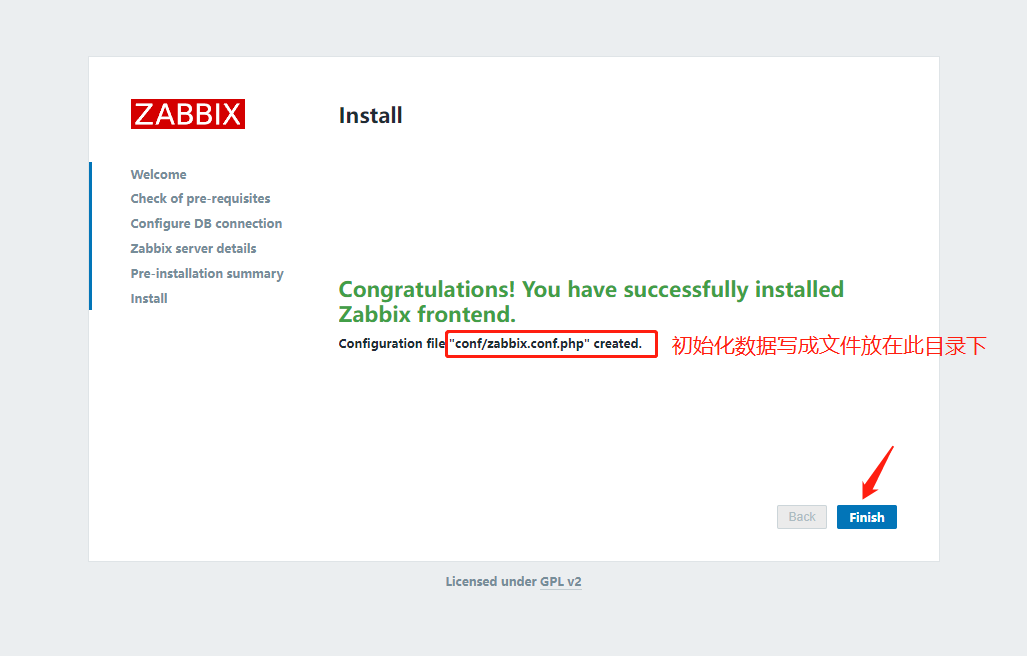 ZABBIX
Install
Welcome
Check of pre-requisites
Configure DB connection
Zabbix server details
Pre-installation summary
Install
Congratulations! You have successfully installed
Zabbix frontend.
Configuration file "conf/zabbix.conf.php" created.
初始化数据写成文件放在此目录下
Back
Finish
Licensed under GPL v2